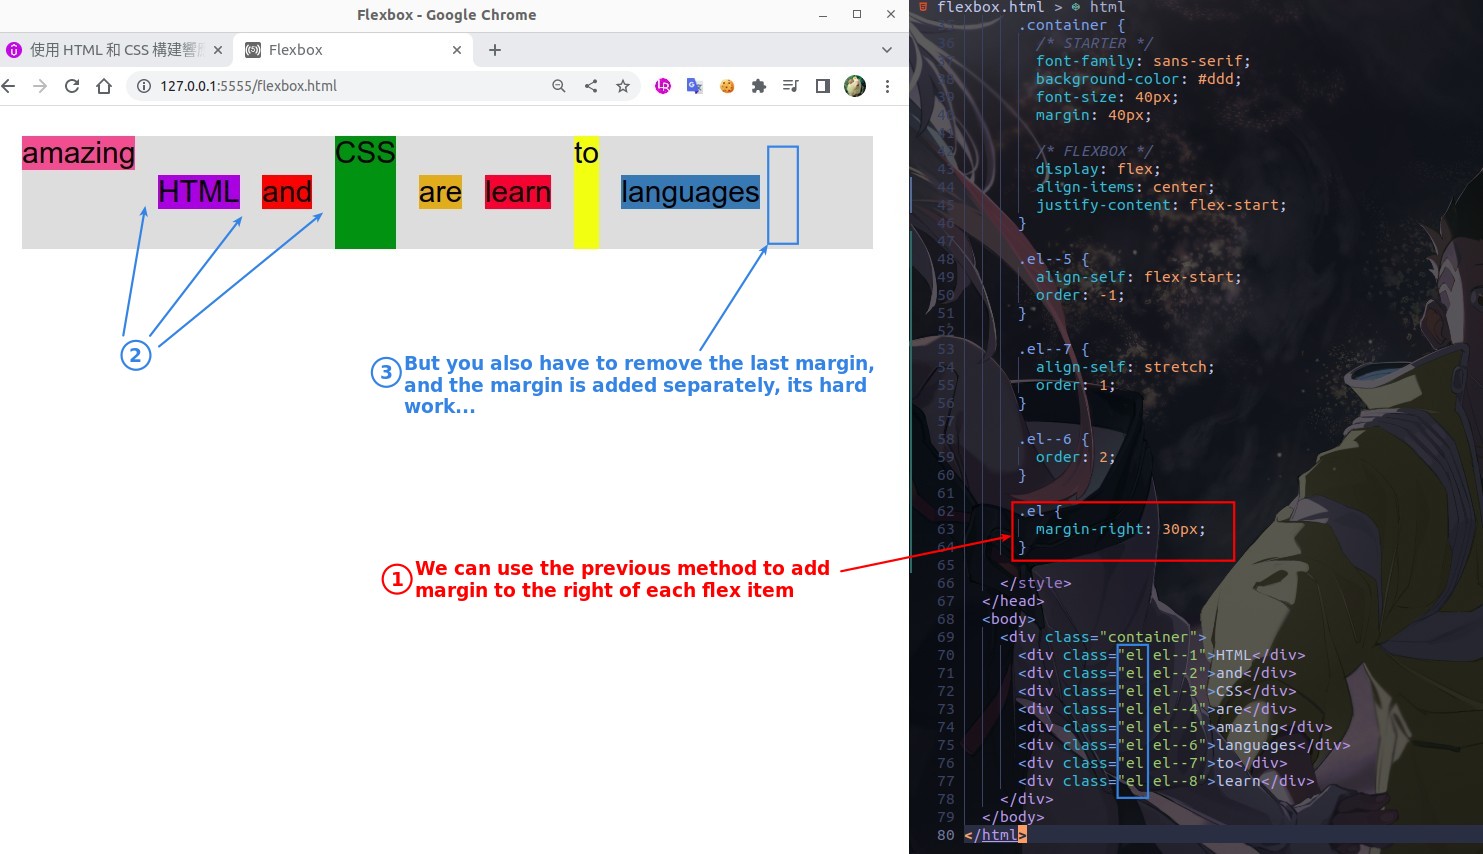 Flexbox - Google Chrome
使用 HTML 和 CSS 構建響
Flexbox
127.0.0.1:5555/flexbox.html
amazing
CSS
to
HTML
and
are
learn
languages
2
3 But you also have to remove the last margin,
and the margin is added separately, its hard
work...
1 We can use the previous method to add
margin to the right of each flex item
flexbox.html > html
.container {
/* STARTER */
37 font-family: sans-serif;
38 background-color: #ddd;
39 font-size: 40px;
40 margin: 40px;
41
42 /* FLEXBOX */
43 display: flex;
44 align-items: center;
45 justify-content: flex-start;
46 }
47
48 .el--5 {
49 align-self: flex-start;
50 order: -1;
51 }
52
53 .el--7 {
54 align-self: stretch;
55 order: 1;
56 }
57
58 .el--6 {
59 order: 2;
60 }
61
62 .el {
63 margin-right: 30px;
64 }
65
66 </style>
67 </head>
68 <body>
69 <div class="container">
70 <div class="el el--1">HTML</div>
71 <div class="el el--2">and</div>
72 <div class="el el--3">CSS</div>
73 <div class="el el--4">are</div>
74 <div class="el el--5">amazing</div>
75 <div class="el el--6">languages</div>
76 <div class="el el--7">to</div>
77 <div class="el el--8">learn</div>
78 </div>
79 </body>
80 </html>